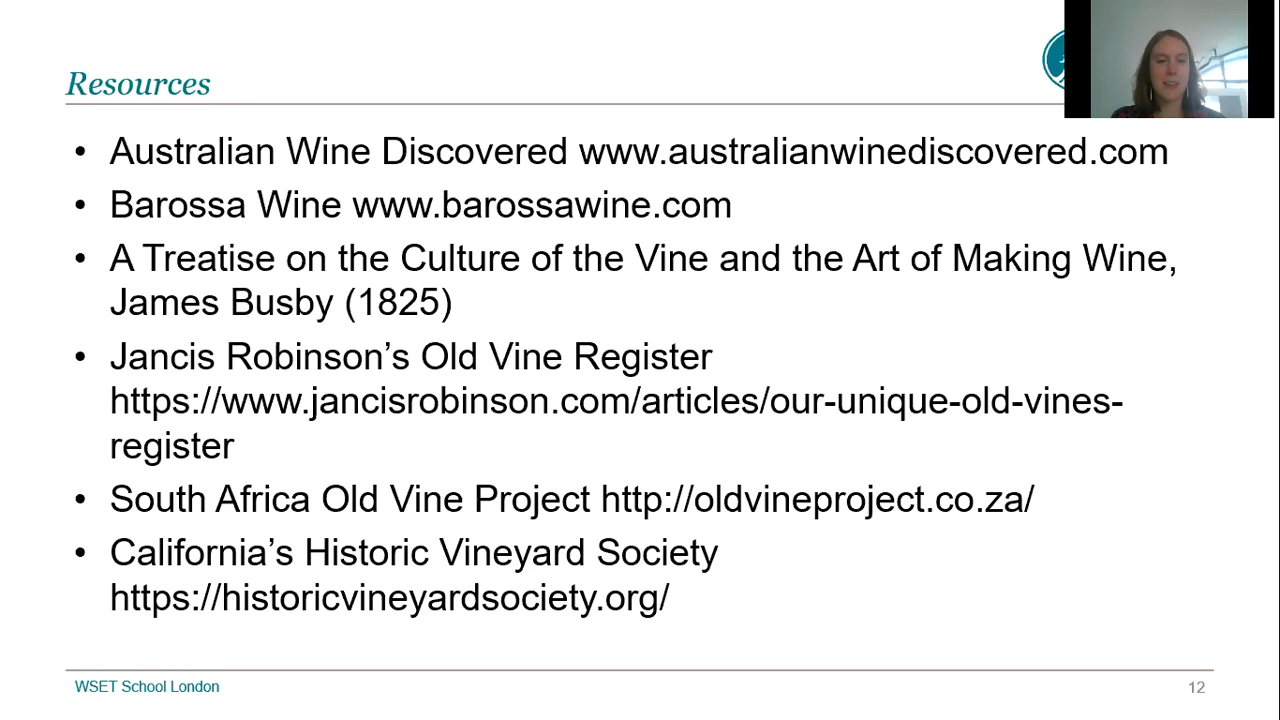 Resources
• Australian Wine Discovered www.australianwinediscovered.com
• Barossa Wine www.barossawine.com
• A Treatise on the Culture of the Vine and the Art of Making Wine,
James Busby (1825)
• Jancis Robinson’s Old Vine Register
https://www.jancisrobinson.com/articles/our-unique-old-vines-
register
• South Africa Old Vine Project http://oldvineproject.co.za/
• California’s Historic Vineyard Society
https://historicvineyardsociety.org/
WSET School London
12